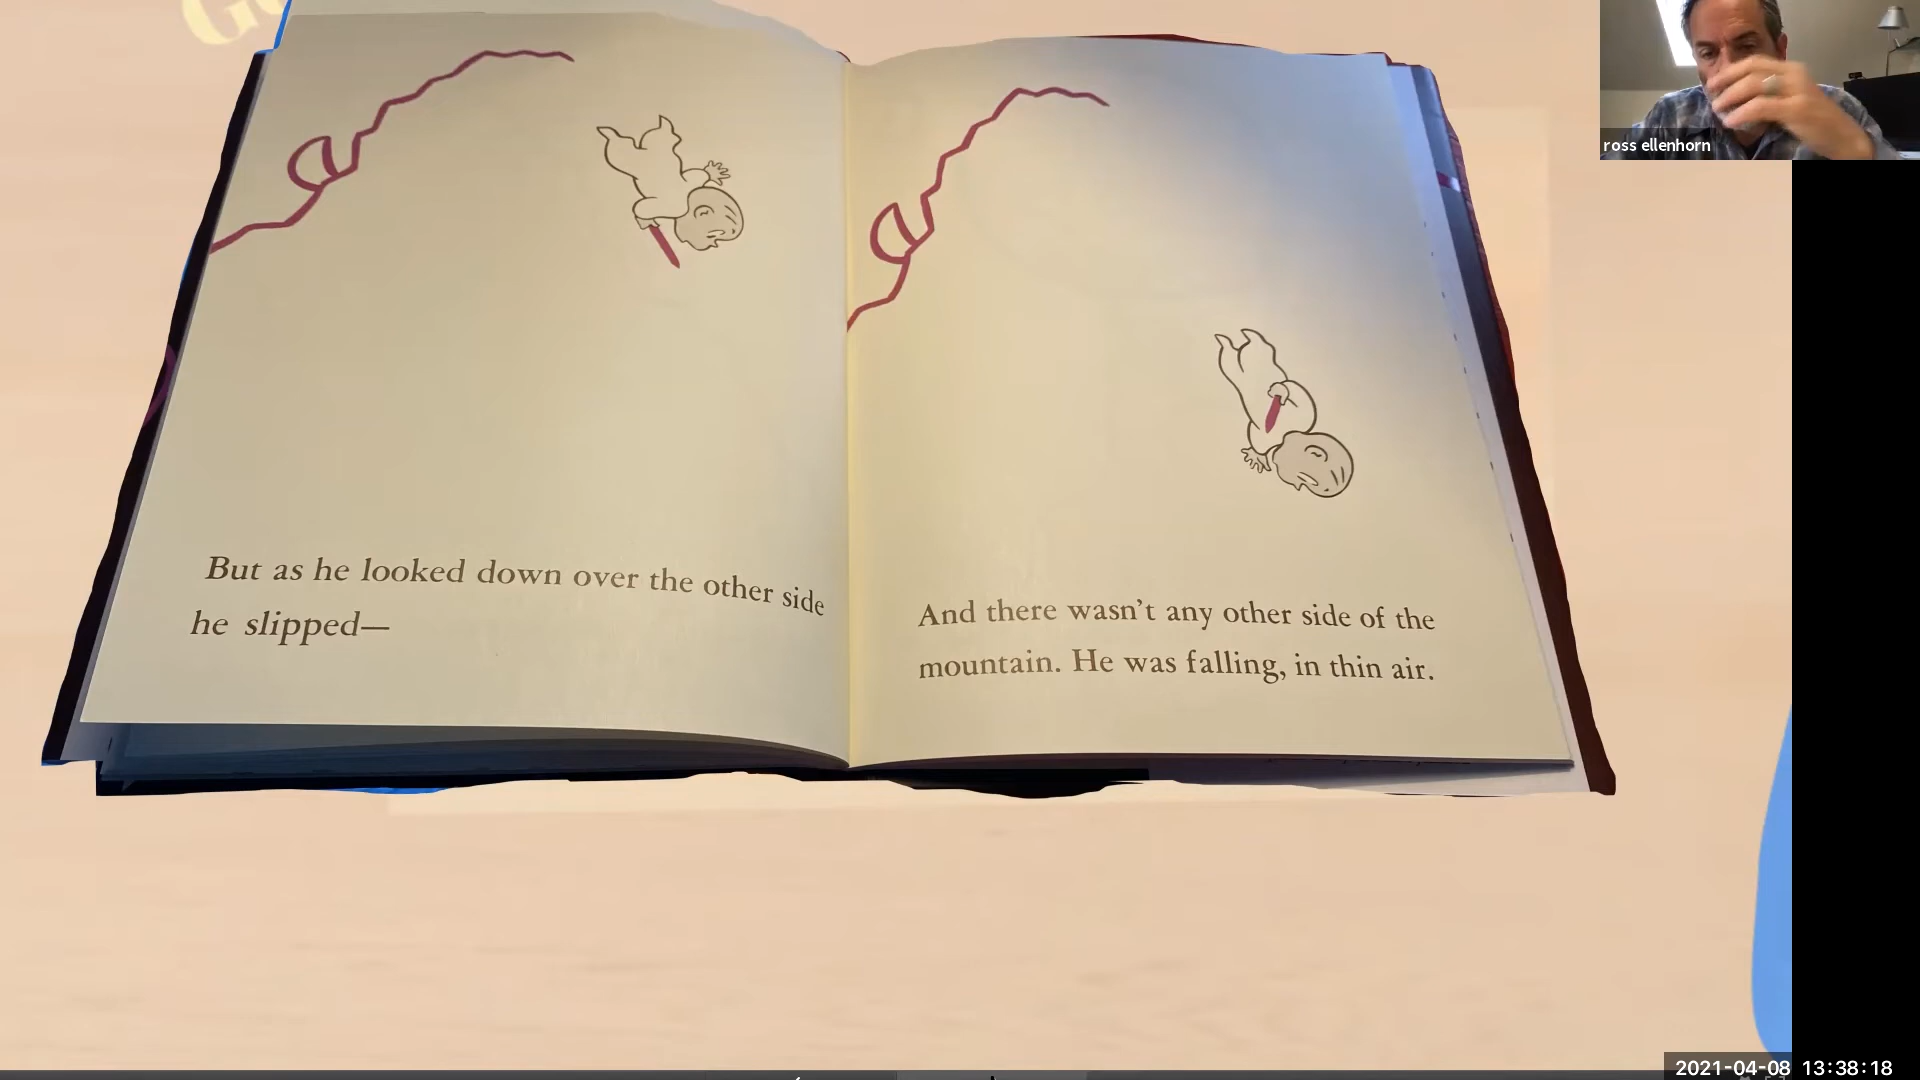 ross ellenhorn
But as he looked down over the other side
he slipped—
And there wasn't any other side of the
mountain. He was falling, in thin air.
2021-04-08 13:38:18